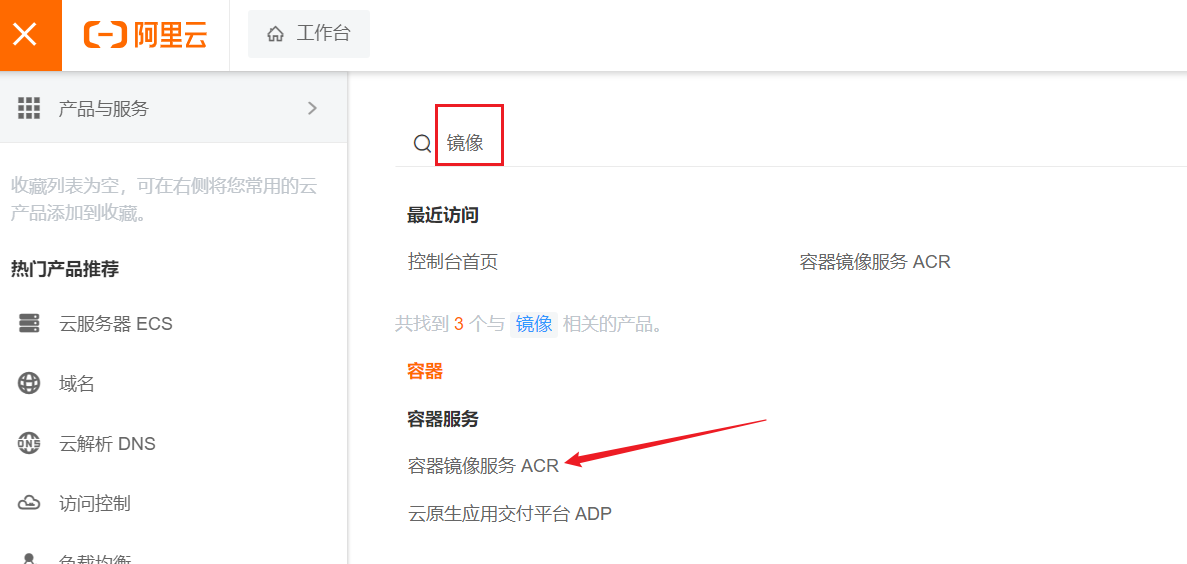 阿里云
工作台
产品与服务
镜像
收藏列表为空，可在右侧将您常用的云
产品添加到收藏。
最近访问
控制台首页
容器镜像服务 ACR
热门产品推荐
共找到 3 个与 镜像 相关的产品。
云服务器 ECS
容器
域名
容器服务
DNS
云解析 DNS
容器镜像服务 ACR
访问控制
云原生应用交付平台 ADP
负载均衡